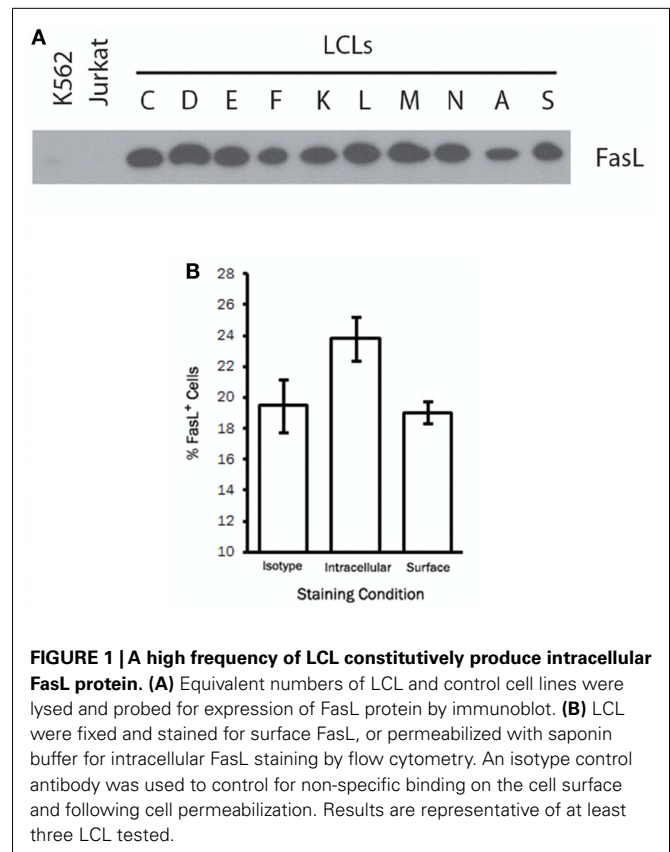 A
K562
Jurkat
LCLs
C D E F K L M N A S
FasL
B
28
26
24
22
20
18
16
14
12
10
% FasL⁺ Cells
Isotype Intracellular Surface
Staining Condition
FIGURE 1 | A high frequency of LCL constitutively produce intracellular
FasL protein. (A) Equivalent numbers of LCL and control cell lines were
lysed and probed for expression of FasL protein by immunoblot. (B) LCL
were fixed and stained for surface FasL, or permeabilized with saponin
buffer for intracellular FasL staining by flow cytometry. An isotype control
antibody was used to control for non-specific binding on the cell surface
and following cell permeabilization. Results are representative of at least
three LCL tested.